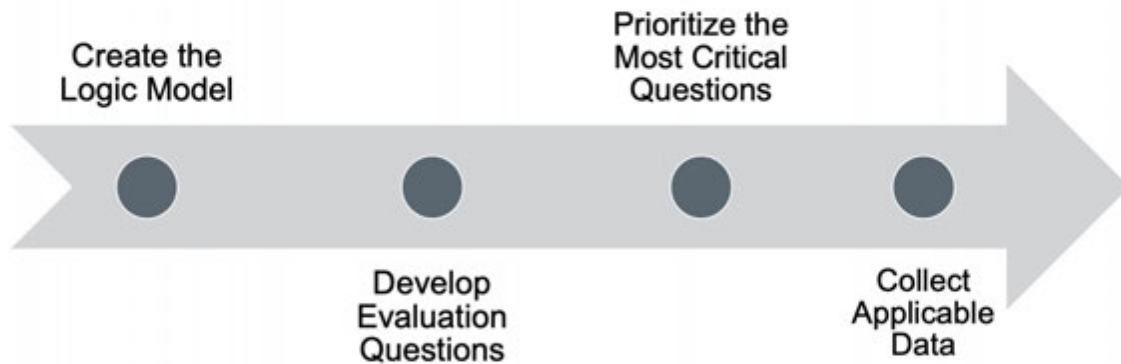 Create the
Logic Model
Develop
Evaluation
Questions
Prioritize the
Most Critical
Questions
Collect
Applicable
Data